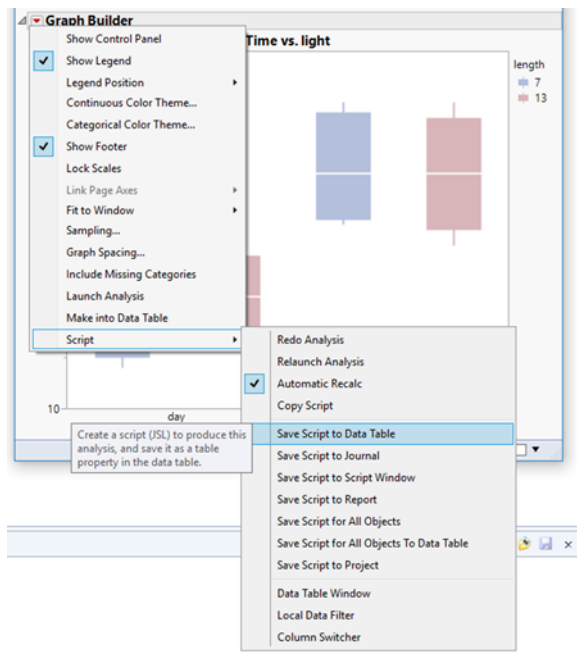 Graph Builder
Show Control Panel
Show Legend
Legend Position
Continuous Color Theme...
Categorical Color Theme...
Show Footer
Lock Scales
Link Page Axes
Fit to Window
Sampling...
Graph Spacing...
Include Missing Categories
Launch Analysis
Make into Data Table
Script
Time vs. light
length
7
13
Redo Analysis
Relaunch Analysis
Automatic Recalc
Copy Script
Save Script to Data Table
Save Script to Journal
Save Script to Script Window
Save Script to Report
Save Script for All Objects
Save Script for All Objects To Data Table
Save Script to Project
Data Table Window
Local Data Filter
Column Switcher
10
day
Create a script (JSL) to produce this
analysis, and save it as a table
property in the data table.